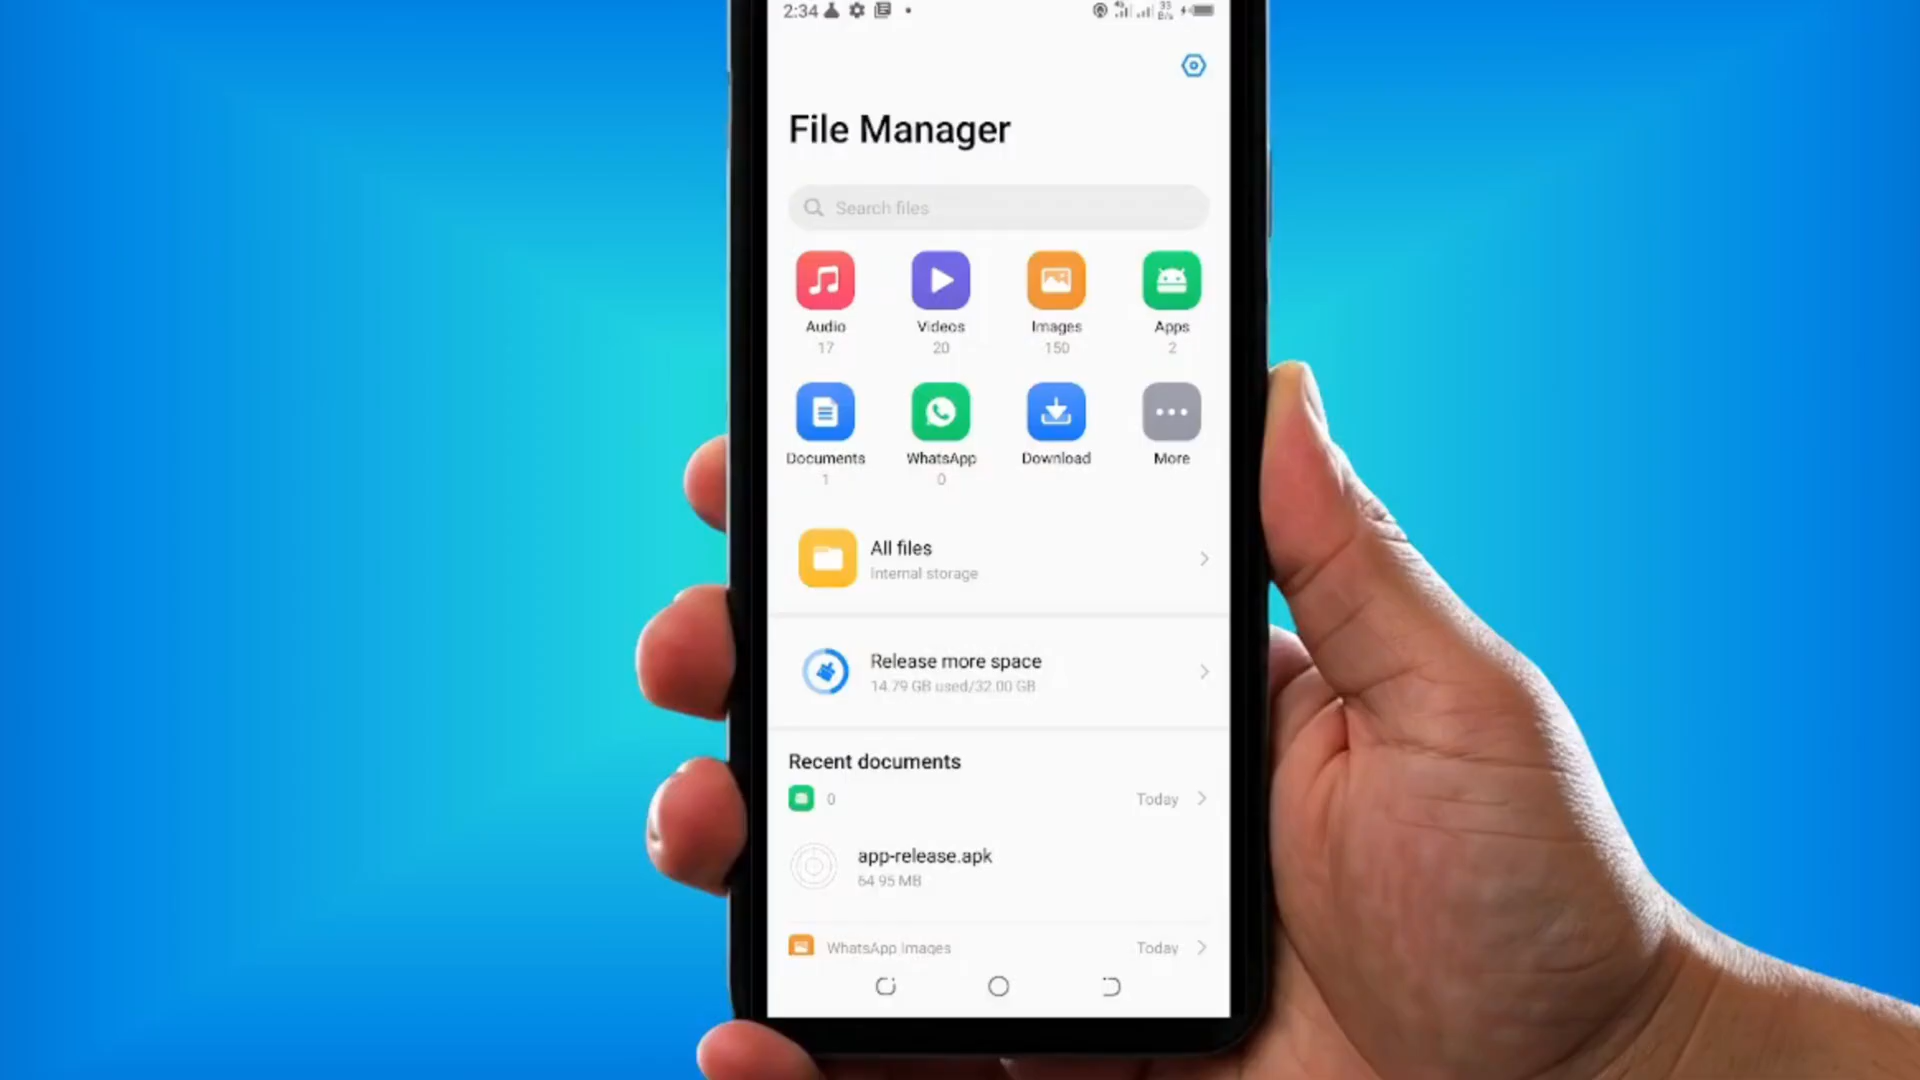 2:34
33
B/s
File Manager
Search files
Audio
Videos
Images
Apps
17
20
150
2
Documents
WhatsApp
Download
More
1
0
All files
Internal storage
Release more space
14.79 GB used/32.00 GB
Recent documents
0
Today
app-release.apk
64.95 MB
WhatsApp Images
Today